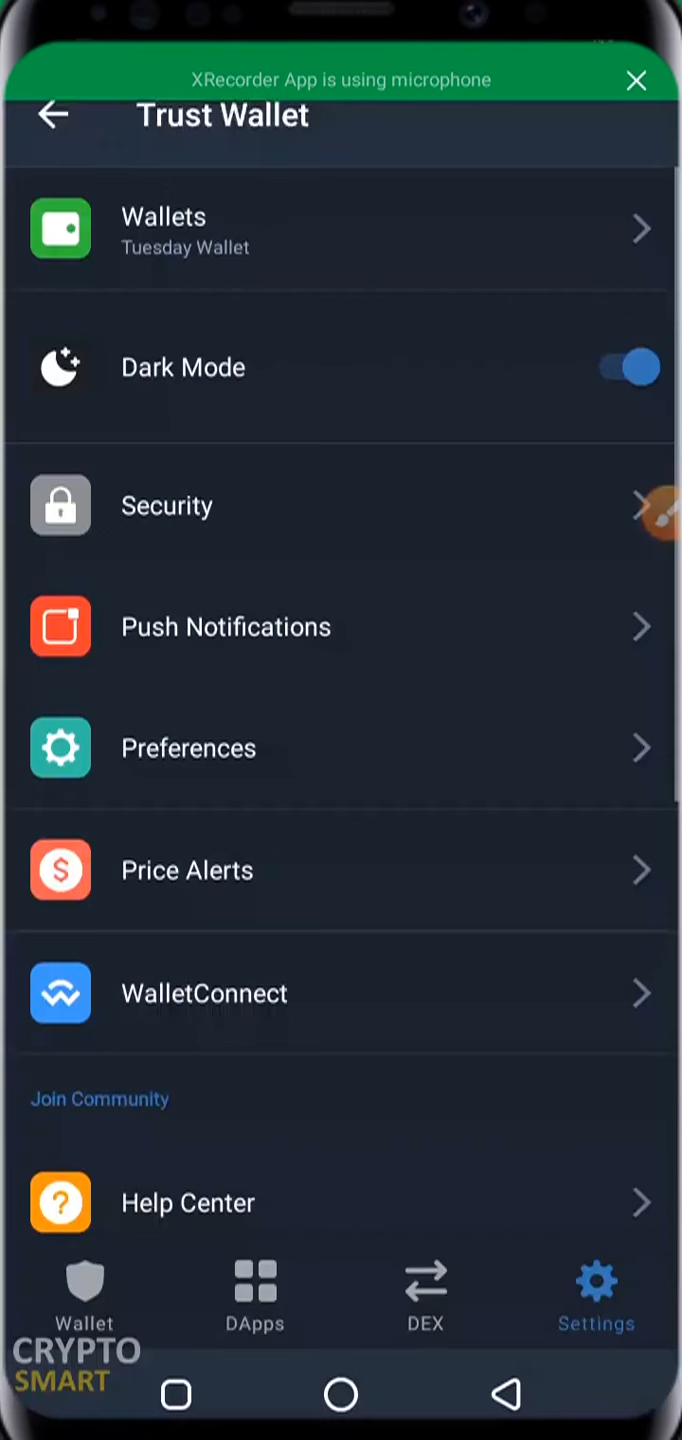 XRecorder App is using microphone
Trust Wallet
Wallets
Tuesday Wallet
Dark Mode
Security
Push Notifications
Preferences
Price Alerts
WalletConnect
Join Community
Help Center
Wallet
DApps
DEX
Settings
CRYPTO
SMART